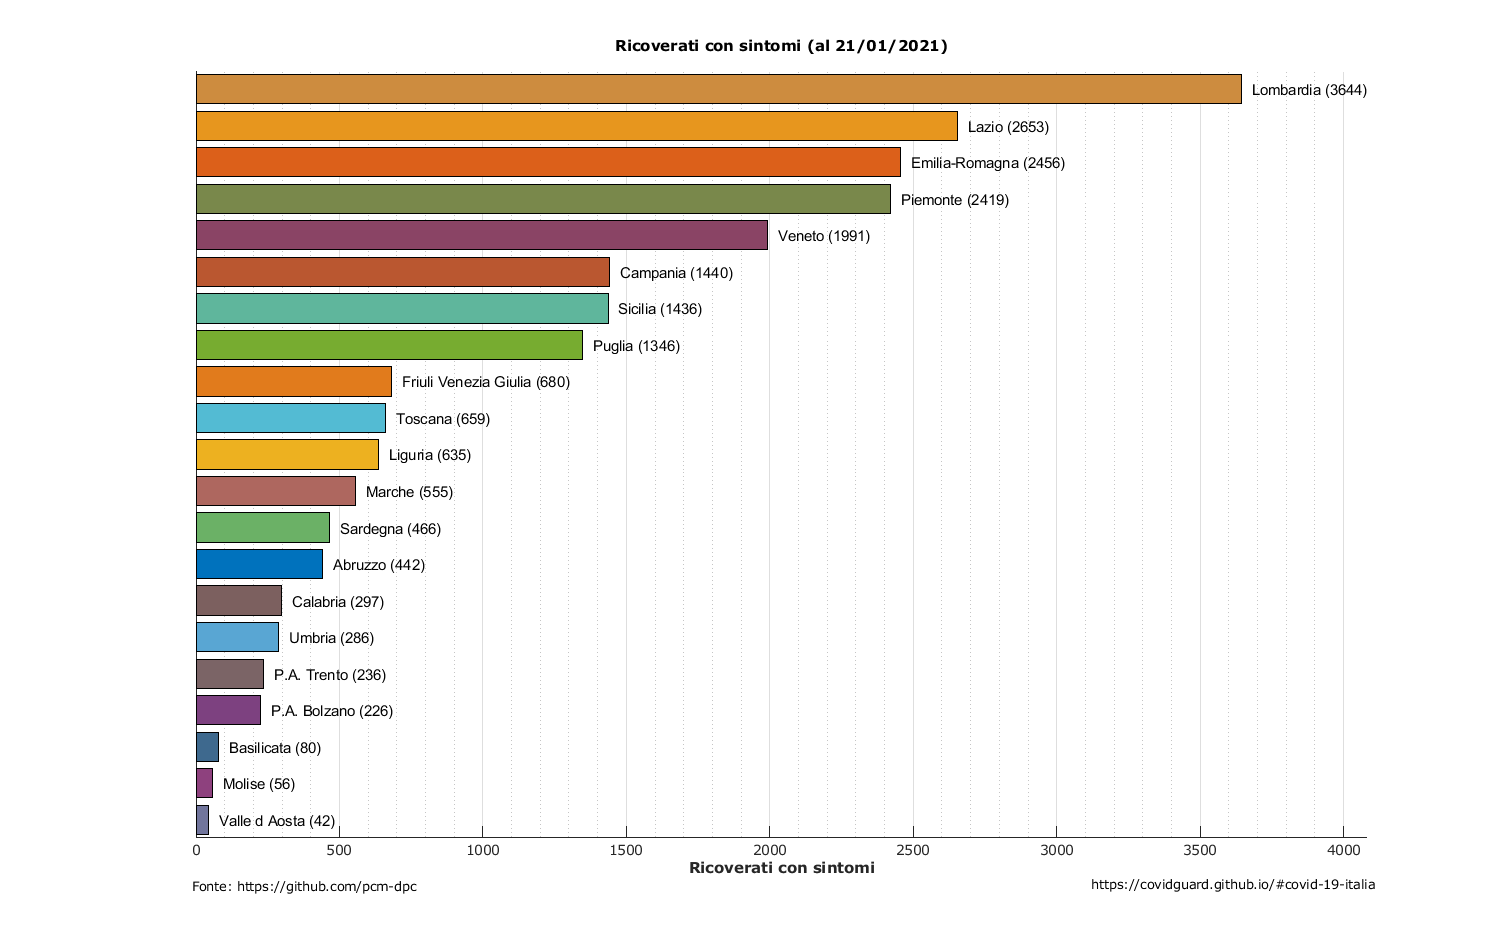 Ricoverati con sintomi (al 21/01/2021)
Lombardia (3644)
Lazio (2653)
Emilia-Romagna (2456)
Piemonte (2419)
Veneto (1991)
Campania (1440)
Sicilia (1436)
Puglia (1346)
Friuli Venezia Giulia (680)
Toscana (659)
Liguria (635)
Marche (555)
Sardegna (466)
Abruzzo (442)
Calabria (297)
Umbria (286)
P.A. Trento (236)
P.A. Bolzano (226)
Basilicata (80)
Molise (56)
Valle d Aosta (42)
0 500 1000 1500 2000 2500 3000 3500 4000
Ricoverati con sintomi
Fonte: https://github.com/pcm-dpc
https://covidguard.github.io/#covid-19-italia